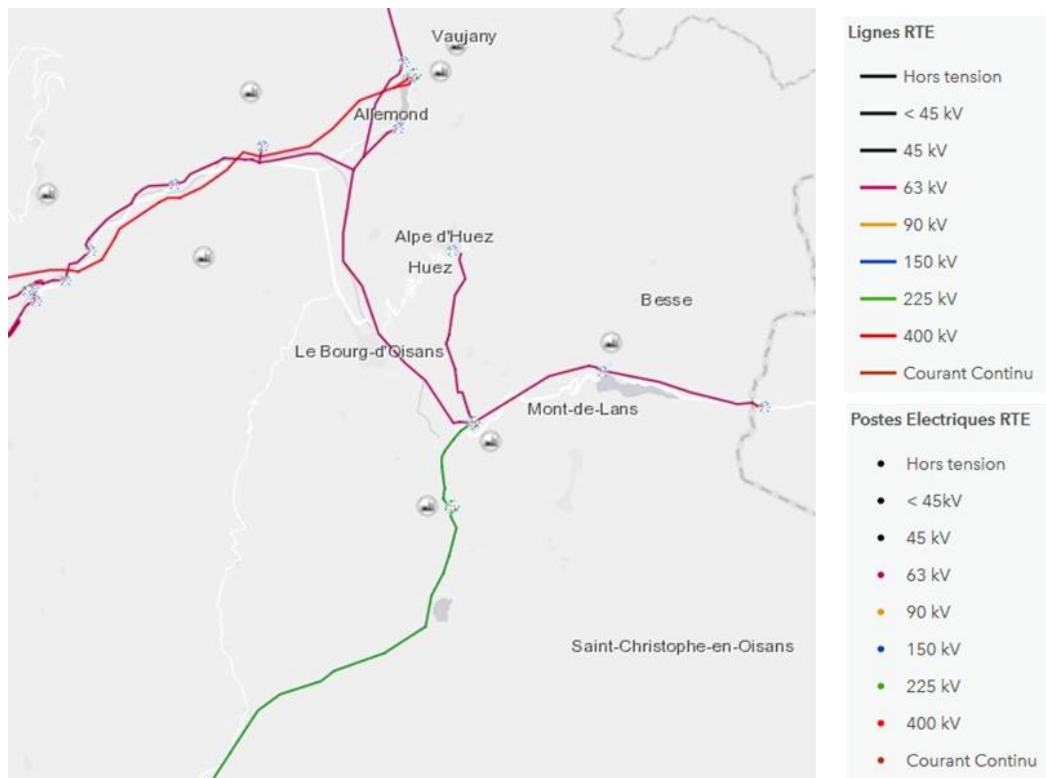 Vaujany
Allemond
Alpe d'Huez
Huez
Besse
Le Bourg-d'Oisans
Mont-de-Lans
Saint-Christophe-en-Oisans
Lignes RTE
Hors tension
< 45 kV
45 kV
63 kV
90 kV
150 kV
225 kV
400 kV
Courant Continu
Postes Electriques RTE
Hors tension
< 45kV
45 kV
63 kV
90 kV
150 kV
225 kV
400 kV
Courant Continu